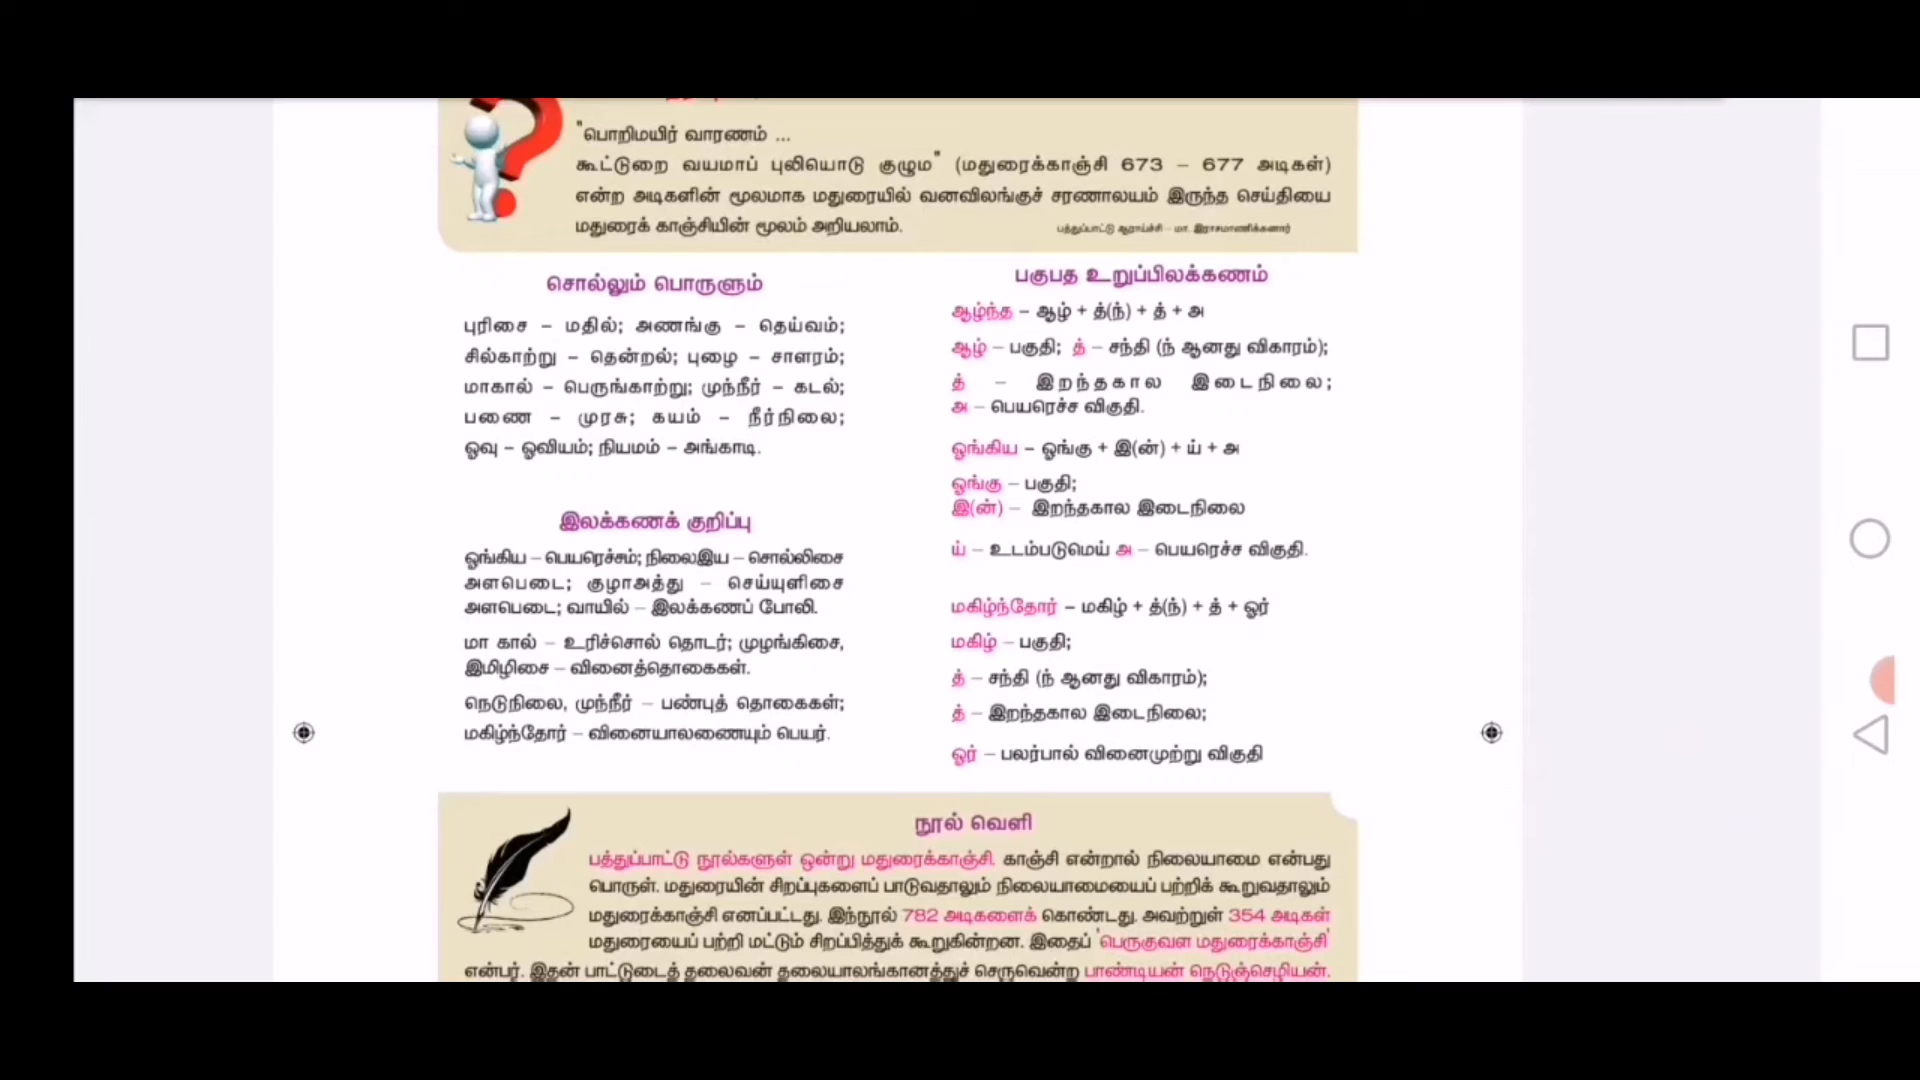 "பொறிமயிர் வாரணம் ...
கூட்டுறை வயமாப் புலியொடு குழும" (மதுரைக்காஞ்சி 673 – 677 அடிகள்)
என்ற அடிகளின் மூலமாக மதுரையில் வனவிலங்குச் சரணாலயம் இருந்த செய்தியை
மதுரைக் காஞ்சியின் மூலம் அறியலாம்.
பத்துப்பாட்டு ஆராய்ச்சி – மா. இராசமாணிக்கனார்
சொல்லும் பொருளும்
புரிசை – மதில்; அணங்கு – தெய்வம்;
சில்காற்று – தென்றல்; புழை – சாளரம்;
மாகால் – பெருங்காற்று; முந்நீர் – கடல்;
பணை – முரசு; கயம் – நீர்நிலை;
ஓவு – ஓவியம்; நியமம் – அங்காடி.
இலக்கணக் குறிப்பு
ஓங்கிய – பெயரெச்சம்; நிலைஇய – சொல்லிசை
அளபெடை; குழாஅத்து – செய்யுளிசை
அளபெடை; வாயில் – இலக்கணப் போலி.
மா கால் – உரிச்சொல் தொடர்; முழங்கிசை,
இமிழிசை – வினைத்தொகைகள்.
நெடுநிலை, முந்நீர் – பண்புத் தொகைகள்;
மகிழ்ந்தோர் – வினையாலணையும் பெயர்.
பகுபத உறுப்பிலக்கணம்
ஆழ்ந்த – ஆழ் + த்(ந்) + த் + அ
ஆழ் – பகுதி; த் – சந்தி (ந் ஆனது விகாரம்);
த் – இறந்தகால இடைநிலை;
அ – பெயரெச்ச விகுதி.
ஓங்கிய – ஓங்கு + இ(ன்) + ய் + அ
ஓங்கு – பகுதி;
இ(ன்) – இறந்தகால இடைநிலை
ய் – உடம்படுமெய் அ – பெயரெச்ச விகுதி.
மகிழ்ந்தோர் – மகிழ் + த்(ந்) + த் + ஓர்
மகிழ் – பகுதி;
த் – சந்தி (ந் ஆனது விகாரம்);
த் – இறந்தகால இடைநிலை;
ஓர் – பலர்பால் வினைமுற்று விகுதி
நூல் வெளி
பத்துப்பாட்டு நூல்களுள் ஒன்று மதுரைக்காஞ்சி. காஞ்சி என்றால் நிலையாமை என்பது
பொருள். மதுரையின் சிறப்புகளைப் பாடுவதாலும் நிலையாமையைப் பற்றிக் கூறுவதாலும்
மதுரைக்காஞ்சி எனப்பட்டது. இந்நூல் 782 அடிகளைக் கொண்டது. அவற்றுள் 354 அடிகள்
மதுரையைப் பற்றி மட்டும் சிறப்பித்துக் கூறுகின்றன. இதைப் 'பெருகுவள மதுரைக்காஞ்சி'
என்பர். இதன் பாட்டுடைத் தலைவன் தலையாலங்கானத்துச் செருவென்ற பாண்டியன் நெடுஞ்செழியன்.